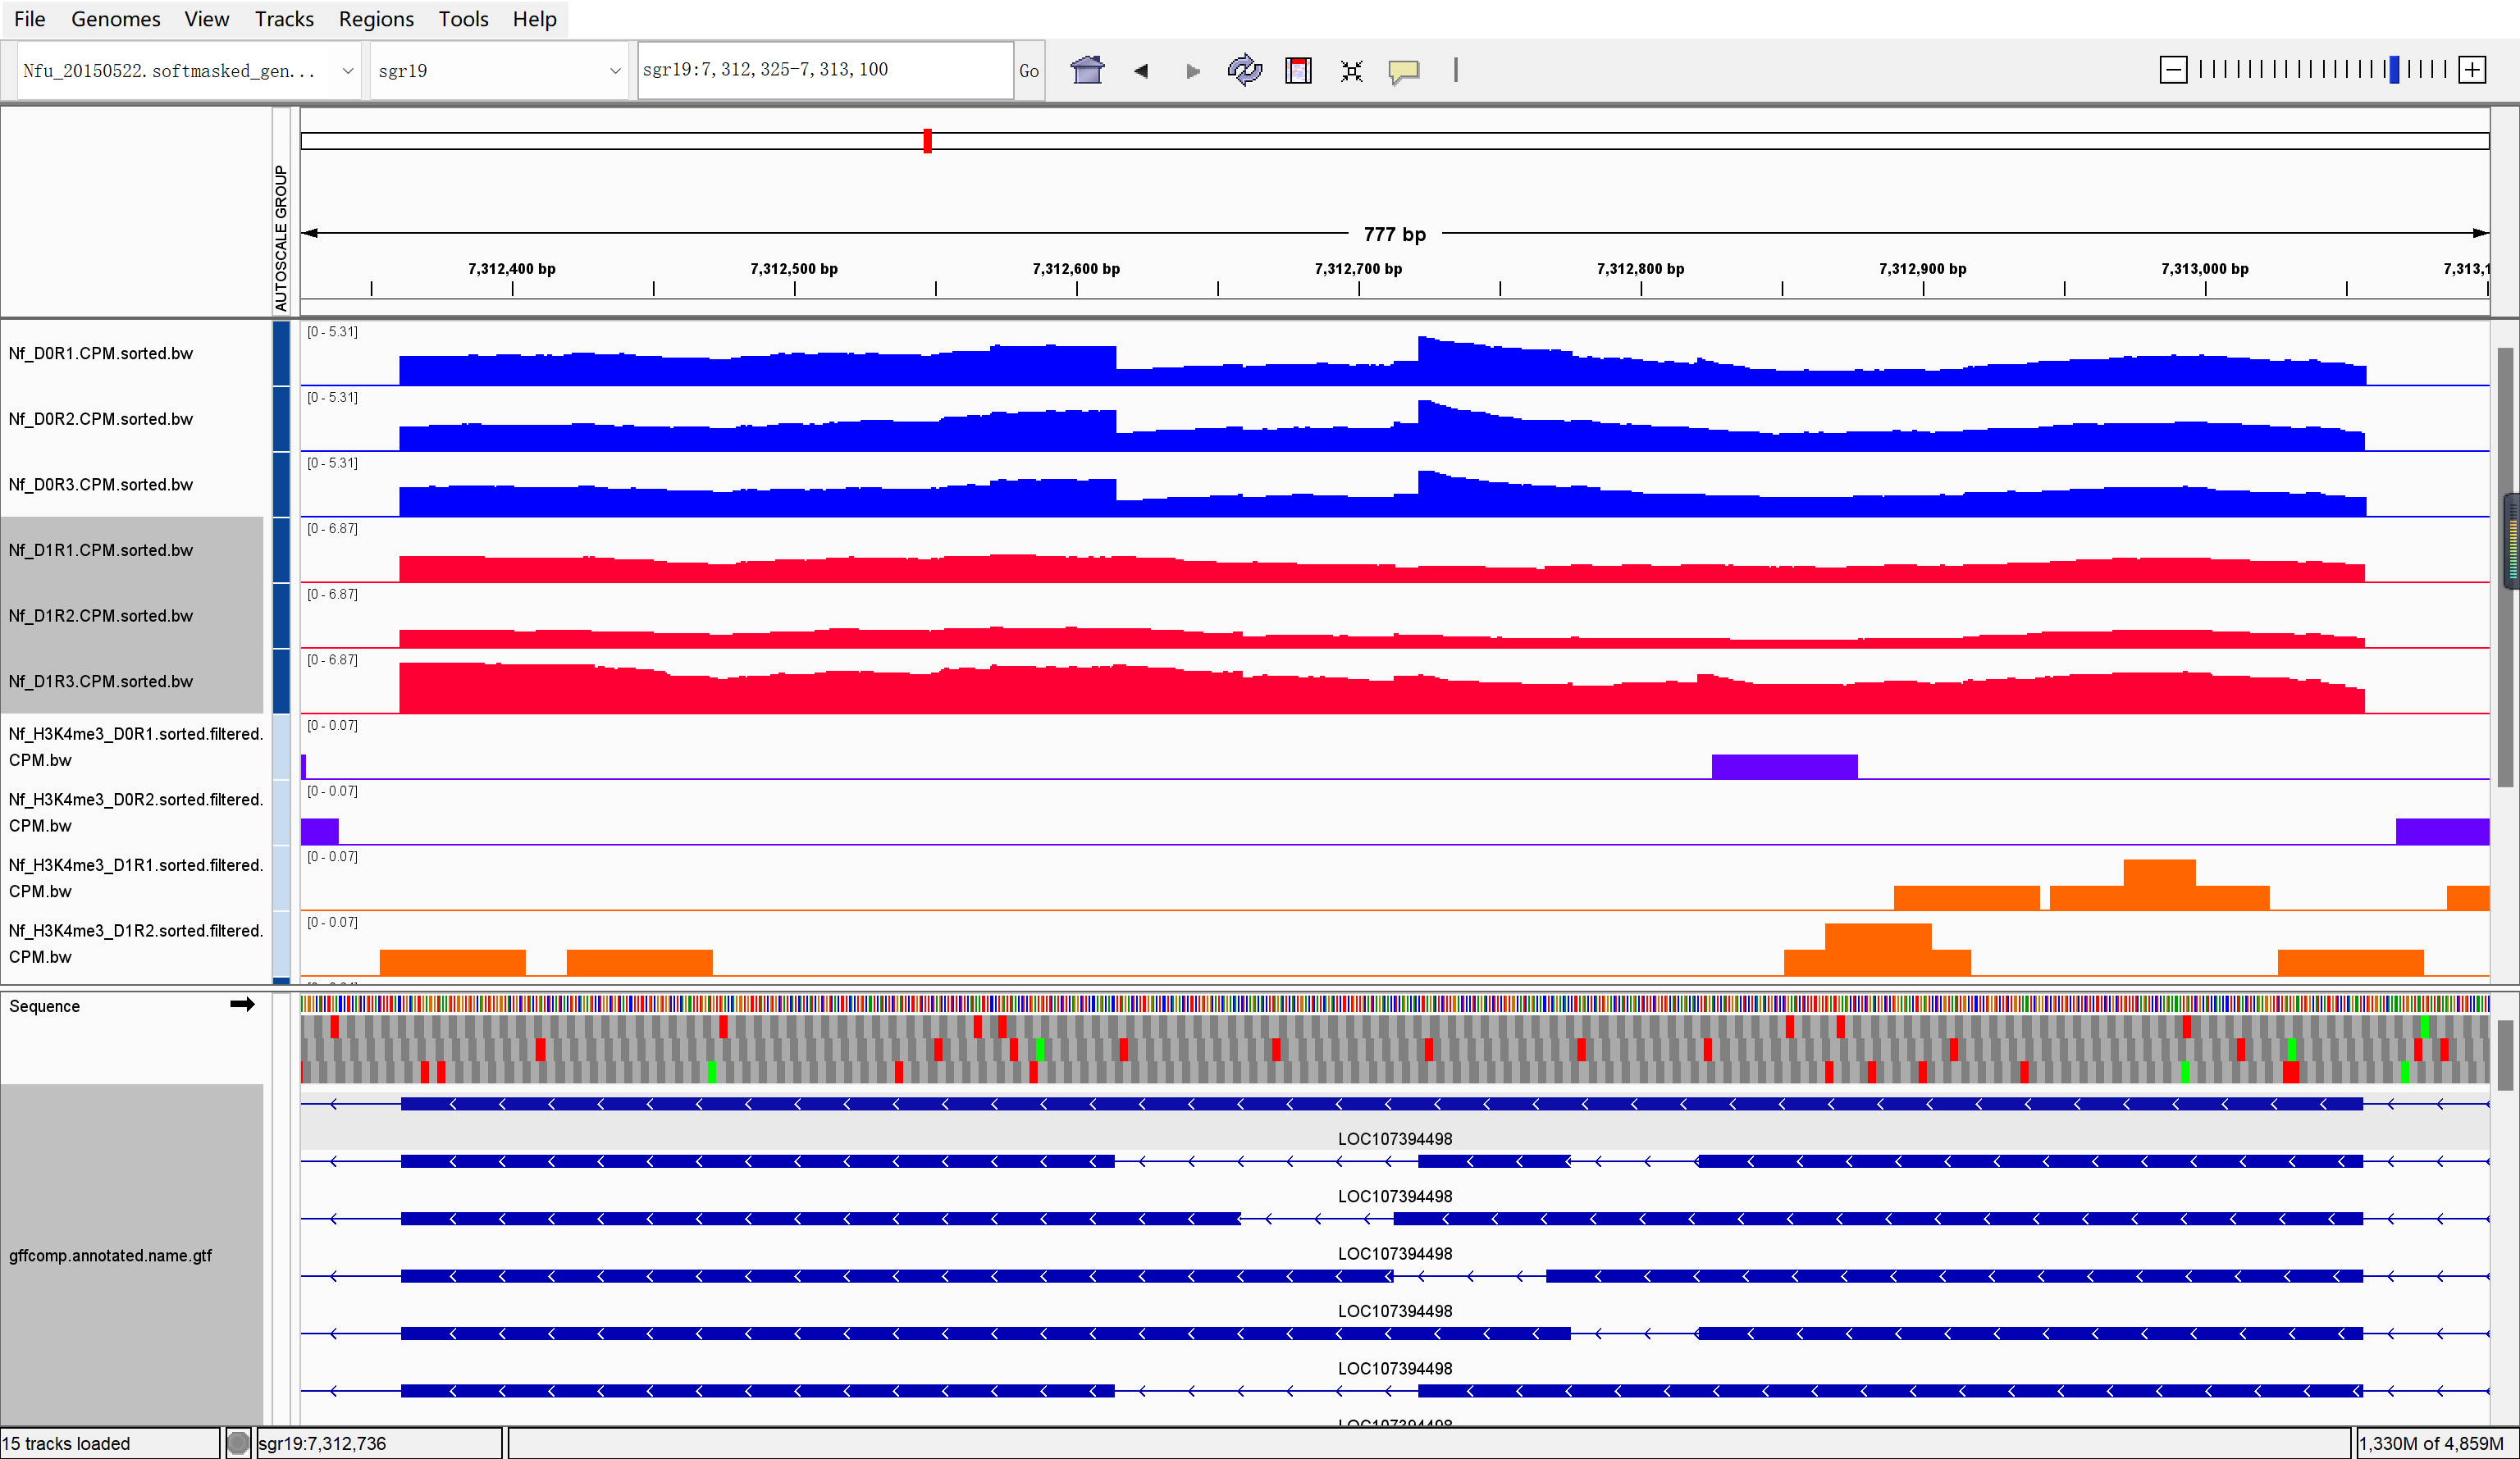 File Genomes View Tracks Regions Tools Help
Nfu_20150522.softmasked_gen... sgr19 sgr19:7,312,325-7,313,100 Go
AUTOSCALE GROUP
777 bp
7,312,400 bp 7,312,500 bp 7,312,600 bp 7,312,700 bp 7,312,800 bp 7,312,900 bp 7,313,000 bp 7,313,1
[0 - 5.31]
Nf_D0R1.CPM.sorted.bw
[0 - 5.31]
Nf_D0R2.CPM.sorted.bw
[0 - 5.31]
Nf_D0R3.CPM.sorted.bw
[0 - 6.87]
Nf_D1R1.CPM.sorted.bw
[0 - 6.87]
Nf_D1R2.CPM.sorted.bw
[0 - 6.87]
Nf_D1R3.CPM.sorted.bw
[0 - 0.07]
Nf_H3K4me3_D0R1.sorted.filtered.
CPM.bw
[0 - 0.07]
Nf_H3K4me3_D0R2.sorted.filtered.
CPM.bw
[0 - 0.07]
Nf_H3K4me3_D1R1.sorted.filtered.
CPM.bw
[0 - 0.07]
Nf_H3K4me3_D1R2.sorted.filtered.
CPM.bw
Sequence
LOC107394498
LOC107394498
LOC107394498
gffcomp.annotated.name.gtf
LOC107394498
LOC107394498
LOC107394498
15 tracks loaded sgr19:7,312,736 1,330M of 4,859M